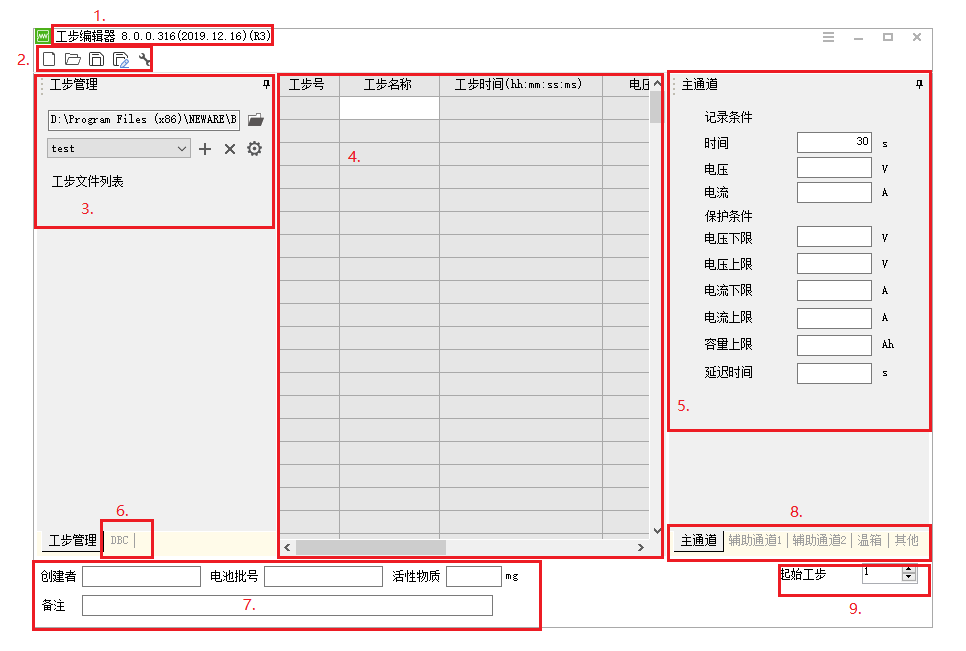 1.
工步编辑器 8.0.0.316(2019.12.16)(R3)
2.
工步管理
D:\Program Files (x86)\NEWARE\B
test
工步文件列表
3.
工步号 工步名称 工步时间(hh:mm:ss:ms) 电压
4.
主通道
记录条件
时间 30 s
电压 V
电流 A
保护条件
电压下限 V
电压上限 V
电流下限 A
电流上限 A
容量上限 Ah
延迟时间 s
5.
6.
工步管理 DBC
8.
主通道 辅助通道1 辅助通道2 温箱 其他
创建者 电池批号 活性物质 mg
备注
7.
起始工步 1
9.